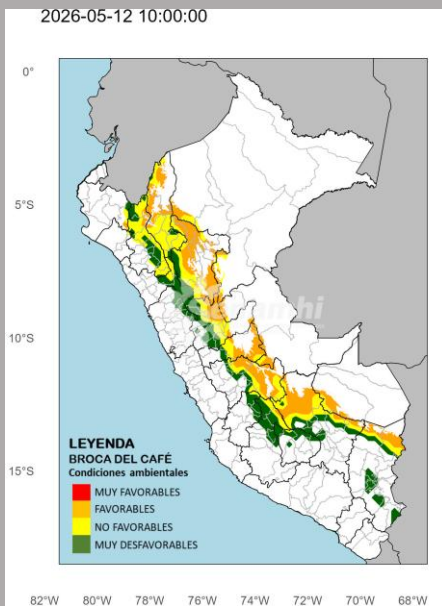 2026-05-12 10:00:00
0°
5°S
10°S
15°S
senamhi
LEYENDA
BROCA DEL CAFÉ
Condiciones ambientales
MUY FAVORABLES
FAVORABLES
NO FAVORABLES
MUY DESFAVORABLES
82°W 80°W 78°W 76°W 74°W 72°W 70°W 68°W